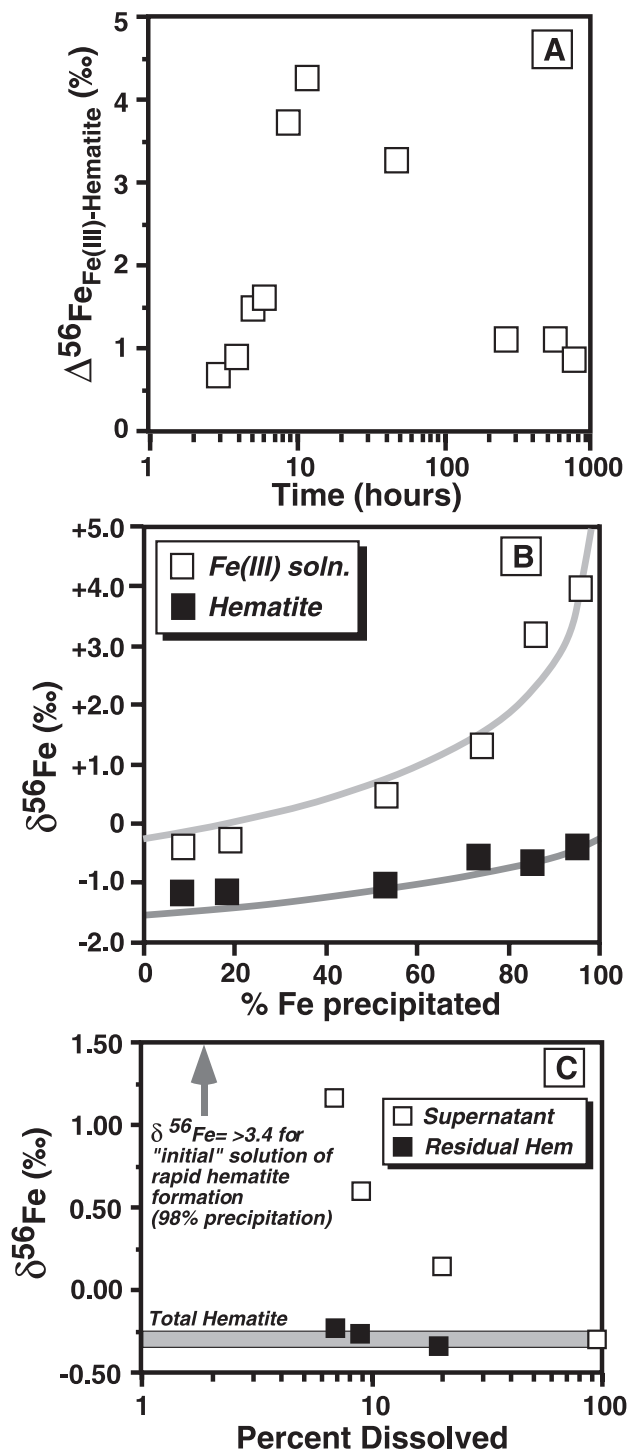 A
5
4
3
2
1
0
Δ56FeFe(III)-Hematite (‰)
1 10 100 1000
Time (hours)
B
+5.0
+4.0
+3.0
+2.0
+1.0
0
-1.0
-2.0
δ56Fe (‰)
Fe(III) soln.
Hematite
0 20 40 60 80 100
% Fe precipitated
C
1.50
1.00
0.50
0.00
-0.50
δ56Fe (‰)
δ 56Fe= >3.4 for
"initial" solution of
rapid hematite
formation
(98% precipitation)
Supernatant
Residual Hem
Total Hematite
1 10 100
Percent Dissolved